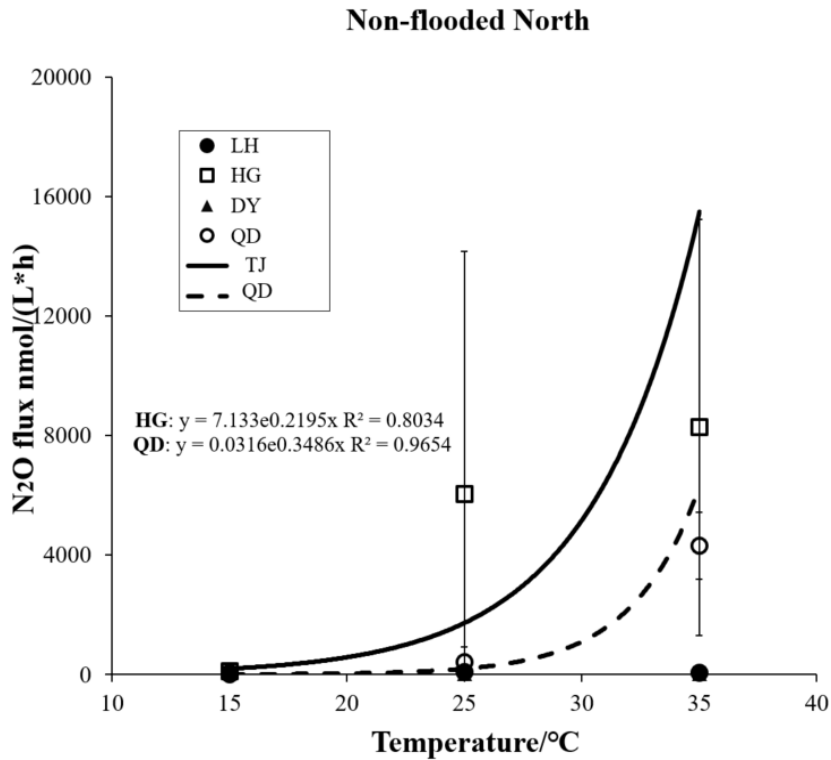 Non-flooded North
20000
16000
12000
8000
4000
0
N₂O flux nmol/(L*h)
LH
HG
DY
QD
TJ
QD
HG: y = 7.133e0.2195x R² = 0.8034
QD: y = 0.0316e0.3486x R² = 0.9654
10 15 20 25 30 35 40
Temperature/°C